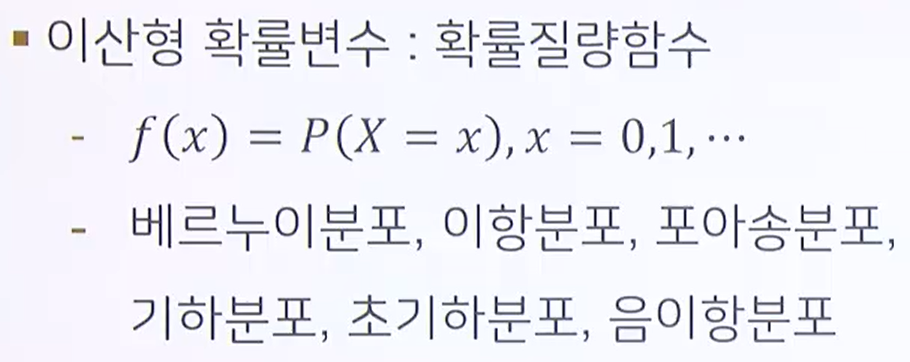 ▪ 이산형 확률변수 : 확률질량함수
- f(x) = P(X = x), x = 0,1, ⋯
- 베르누이분포, 이항분포, 포아송분포,
기하분포, 초기하분포, 음이항분포